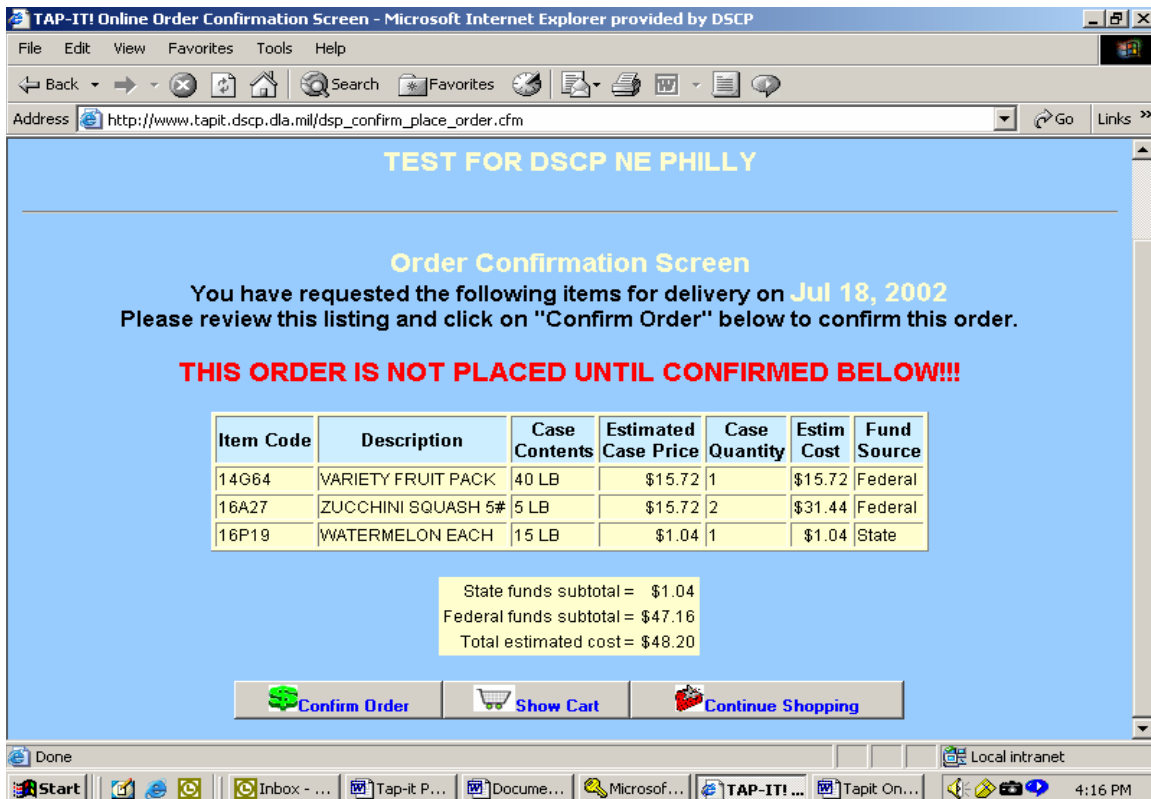 TAP-IT! Online Order Confirmation Screen - Microsoft Internet Explorer provided by DSCP
File Edit View Favorites Tools Help
Back Search Favorites
Address http://www.tapit.dscp.dla.mil/dsp_confirm_place_order.cfm Go Links »
TEST FOR DSCP NE PHILLY
Order Confirmation Screen
You have requested the following items for delivery on Jul 18, 2002
Please review this listing and click on "Confirm Order" below to confirm this order.
THIS ORDER IS NOT PLACED UNTIL CONFIRMED BELOW!!!
Item Code Description Case Contents Estimated Case Price Case Quantity Estim Cost Fund Source
14G64 VARIETY FRUIT PACK 40 LB $15.72 1 $15.72 Federal
16A27 ZUCCHINI SQUASH 5# 5 LB $15.72 2 $31.44 Federal
16P19 WATERMELON EACH 15 LB $1.04 1 $1.04 State
State funds subtotal = $1.04
Federal funds subtotal = $47.16
Total estimated cost = $48.20
Confirm Order Show Cart Continue Shopping
Done Local intranet
Start Inbox - ... Tap-it P... Docume... Microsof... TAP-IT! ... Tapit On... 4:16 PM